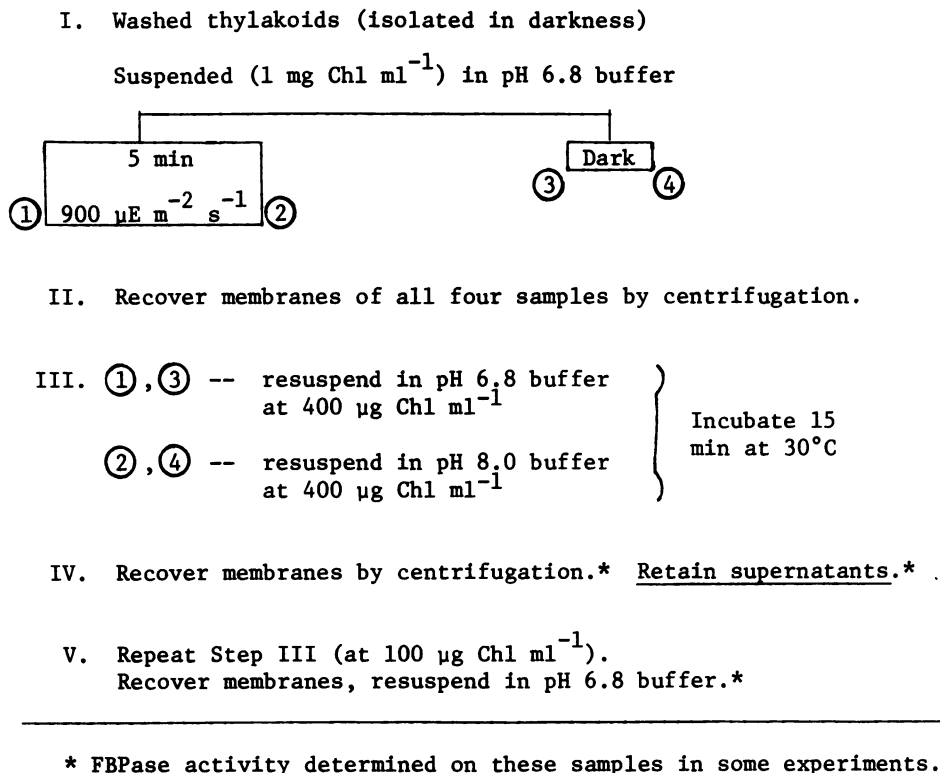 I. Washed thylakoids (isolated in darkness)
Suspended (1 mg Chl ml⁻¹) in pH 6.8 buffer
5 min
Dark
③ ④
① 900 µE m⁻² s⁻¹ ②
II. Recover membranes of all four samples by centrifugation.
III. ①,③ -- resuspend in pH 6.8 buffer
at 400 µg Chl ml⁻¹
Incubate 15
min at 30°C
②,④ -- resuspend in pH 8.0 buffer
at 400 µg Chl ml⁻¹
IV. Recover membranes by centrifugation.* Retain supernatants.*
V. Repeat Step III (at 100 µg Chl ml⁻¹).
Recover membranes, resuspend in pH 6.8 buffer.*
* FBPase activity determined on these samples in some experiments.